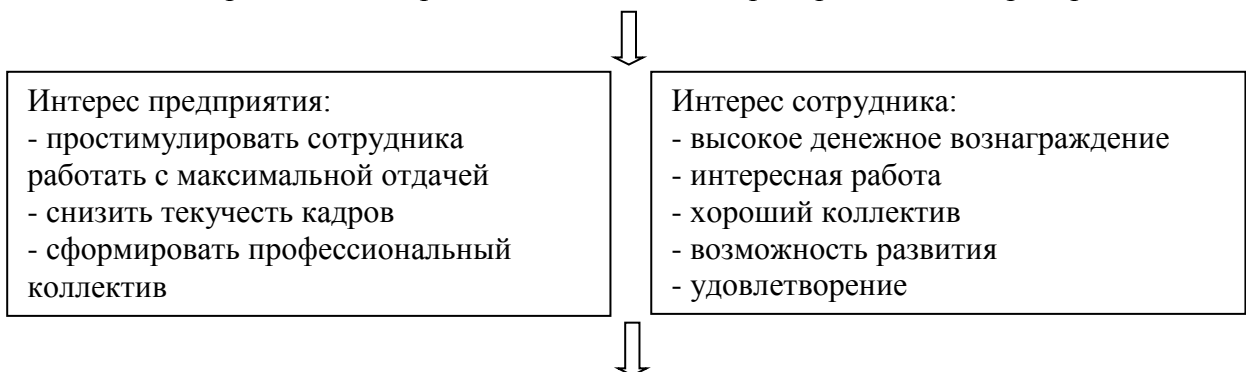 Интерес предприятия:
- простимулировать сотрудника
работать с максимальной отдачей
- снизить текучесть кадров
- сформировать профессиональный
коллектив
Интерес сотрудника:
- высокое денежное вознаграждение
- интересная работа
- хороший коллектив
- возможность развития
- удовлетворение